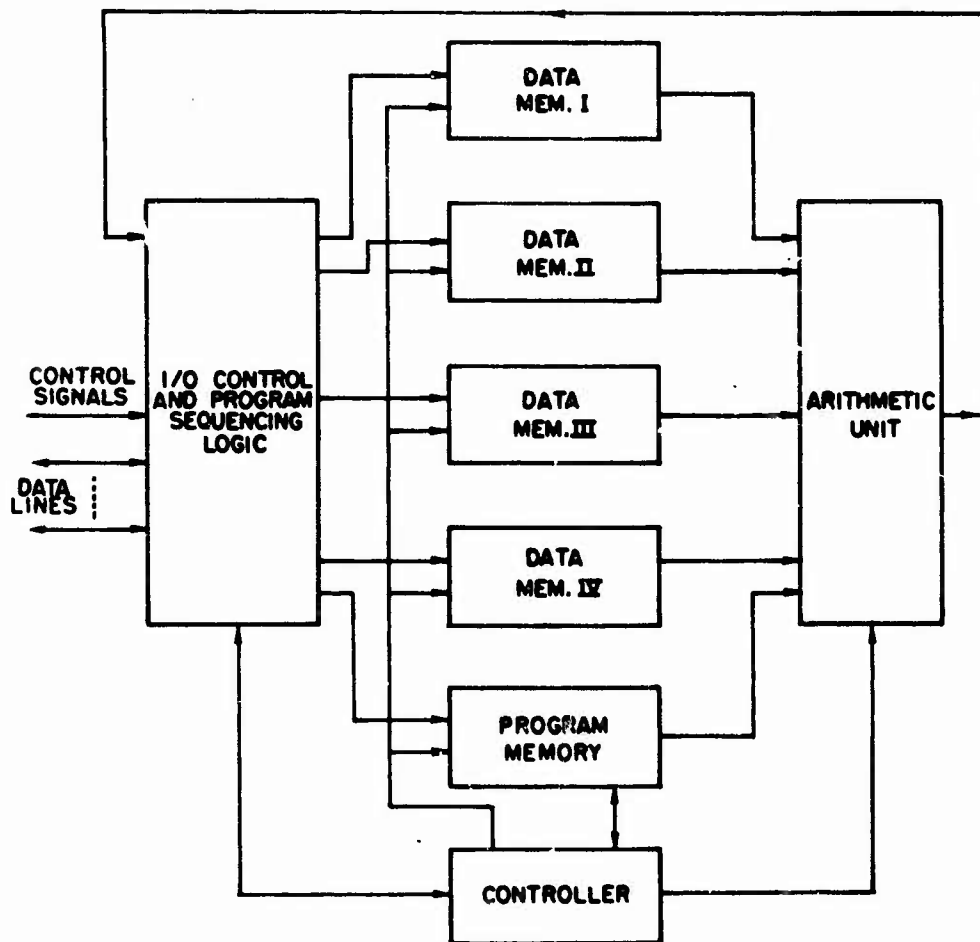 DATA
MEM. I
DATA
MEM. II
CONTROL
SIGNALS
I/O CONTROL
AND PROGRAM
SEQUENCING
LOGIC
DATA
MEM. III
ARITHMETIC
UNIT
DATA
LINES
DATA
MEM. IV
PROGRAM
MEMORY
CONTROLLER